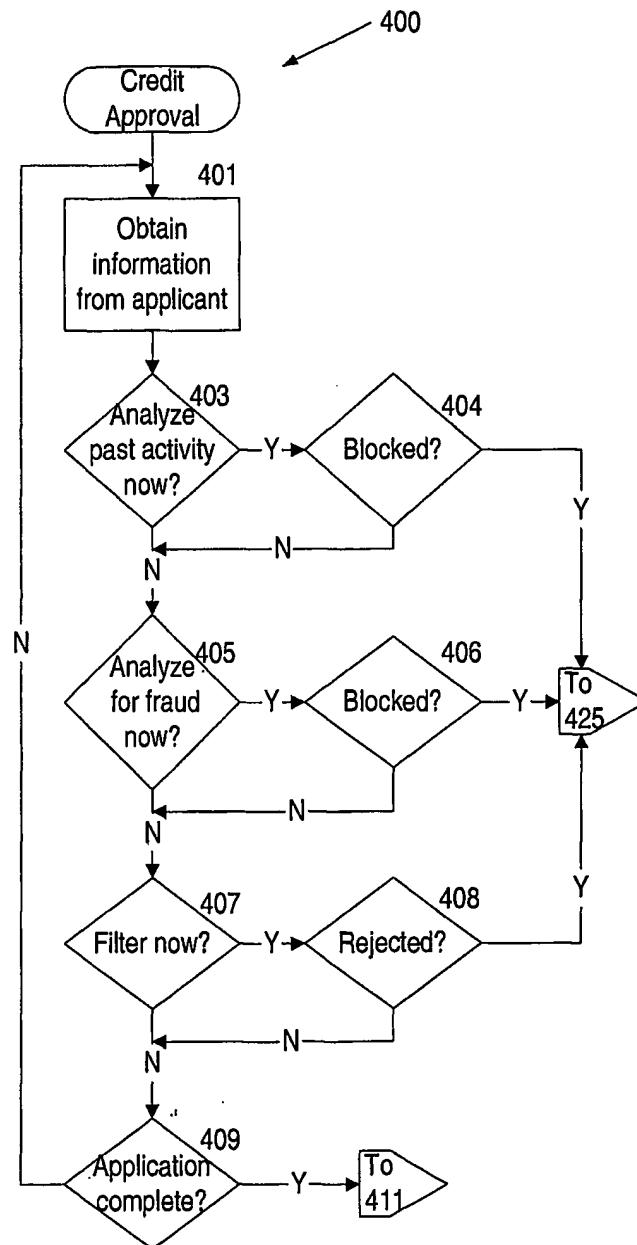 400
Credit
Approval
401
Obtain
information
from applicant
403
Analyze
past activity
now?
Y
404
Blocked?
Y
N
N
N
405
Analyze
for fraud
now?
Y
406
Blocked?
Y
To
425
N
N
Y
407
Filter now?
Y
408
Rejected?
N
N
409
Application
complete?
Y
To
411